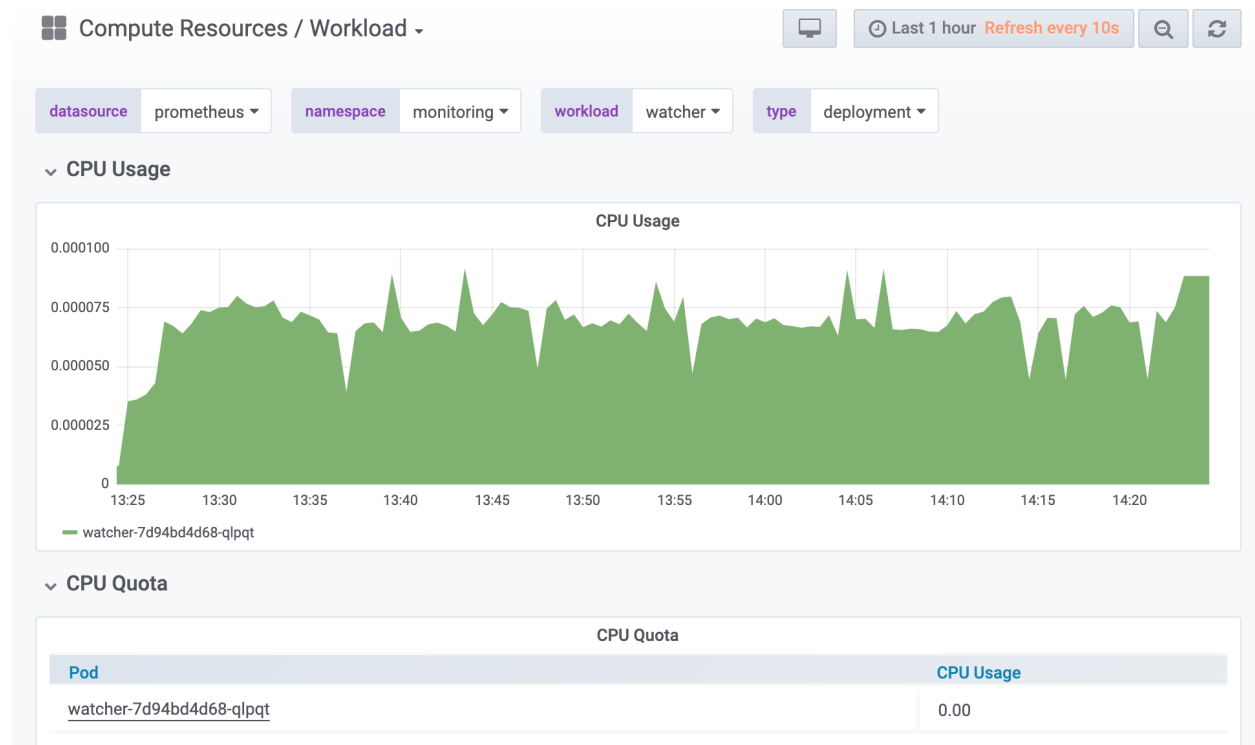 Compute Resources / Workload
Last 1 hour Refresh every 10s
datasource prometheus namespace monitoring workload watcher type deployment
CPU Usage
CPU Usage
0.000100
0.000075
0.000050
0.000025
0
13:25 13:30 13:35 13:40 13:45 13:50 13:55 14:00 14:05 14:10 14:15 14:20
watcher-7d94bd4d68-qlpqt
CPU Quota
CPU Quota
Pod CPU Usage
watcher-7d94bd4d68-qlpqt 0.00